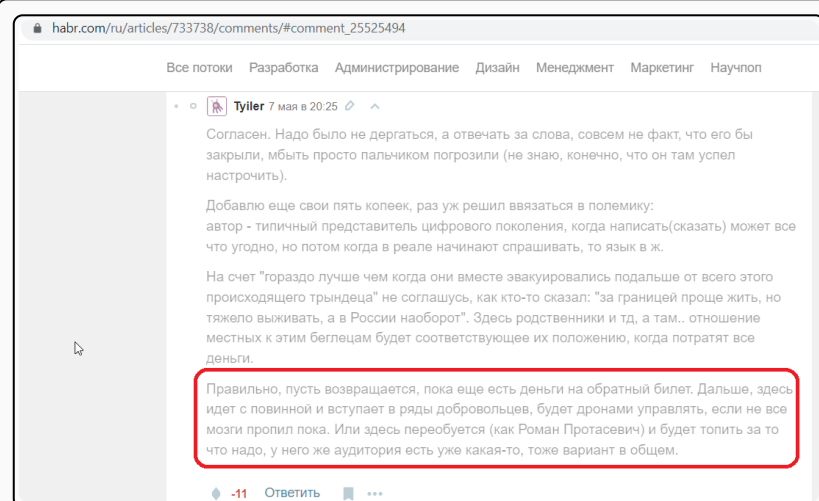 habr.com/ru/articles/733738/comments/#comment_25525494
Все потоки Разработка Администрирование Дизайн Менеджмент Маркетинг Научпоп
Tyiler 7 мая в 20:25
Согласен. Надо было не дергаться, а отвечать за слова, совсем не факт, что его бы
закрыли, мбыть просто пальчиком погрозили (не знаю, конечно, что он там успел
настрочить).
Добавлю еще свои пять копеек, раз уж решил ввязаться в полемику:
автор - типичный представитель цифрового поколения, когда написать(сказать) может все
что угодно, но потом когда в реале начинают спрашивать, то язык в ж.
На счет "гораздо лучше чем когда они вместе эвакуировались подальше от всего этого
происходящего трындеца" не соглашусь, как кто-то сказал: "за границей проще жить, но
тяжело выживать, а в России наоборот". Здесь родственники и тд, а там.. отношение
местных к этим беглецам будет соответствующее их положению, когда потратят все
деньги.
Правильно, пусть возвращается, пока еще есть деньги на обратный билет. Дальше, здесь
идет с повинной и вступает в ряды добровольцев, будет дронами управлять, если не все
мозги пропил пока. Или здесь переобуется (как Роман Протасевич) и будет топить за то
что надо, у него же аудитория есть уже какая-то, тоже вариант в общем.
-11 Ответить